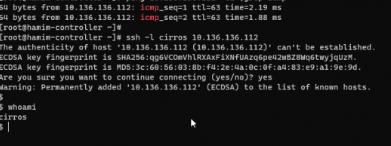 64 bytes from 10.136.136.112: icmp_seq=1 ttl=63 time=2.19 ms
64 bytes from 10.136.136.112: icmp_seq=2 ttl=63 time=1.88 ms
[root@hamim-controller ~]#
[root@hamim-controller ~]# ssh -l cirros 10.136.136.112
The authenticity of host '10.136.136.112 (10.136.136.112)' can't be established.
ECDSA key fingerprint is
ECDSA key fingerprint is MD5:3c:60:56:03:8b:f4:2e:4a:0c:0f:a4:83:e9:a1:9e:9d.
Are you sure you want to continue connecting (yes/no)? yes
Warning: Permanently added '10.136.136.112' (ECDSA) to the list of known hosts.
$
$ whoami
cirros
$